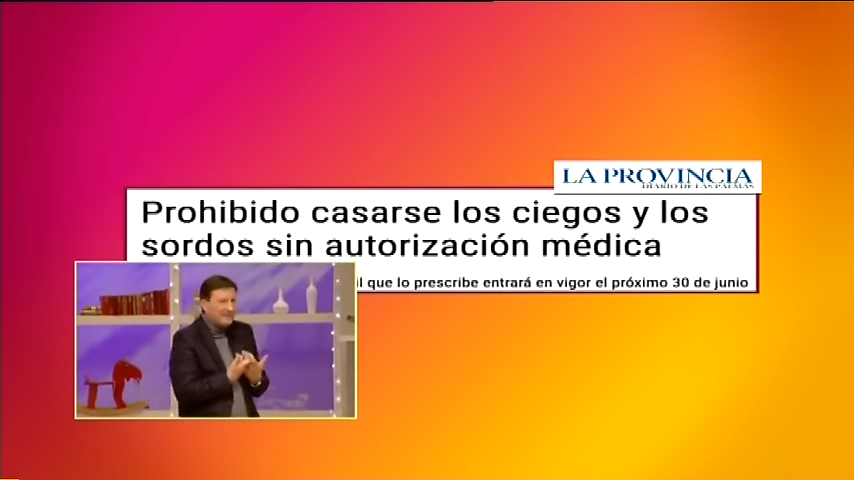 LA PROVINCIA
DIARIO DE LAS PALMAS
Prohibido casarse los ciegos y los
sordos sin autorización médica
que lo prescribe entrará en vigor el próximo 30 de junio